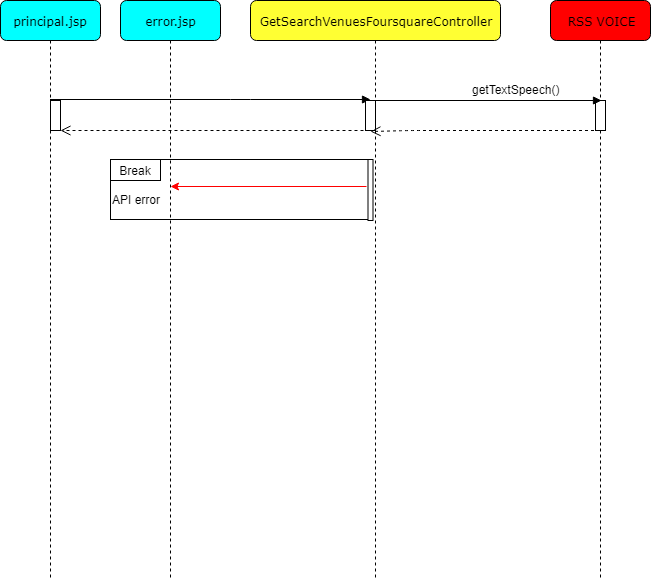 principal.jsp
error.jsp
GetSearchVenuesFoursquareController
RSS VOICE
getTextSpeech()
Break
API error